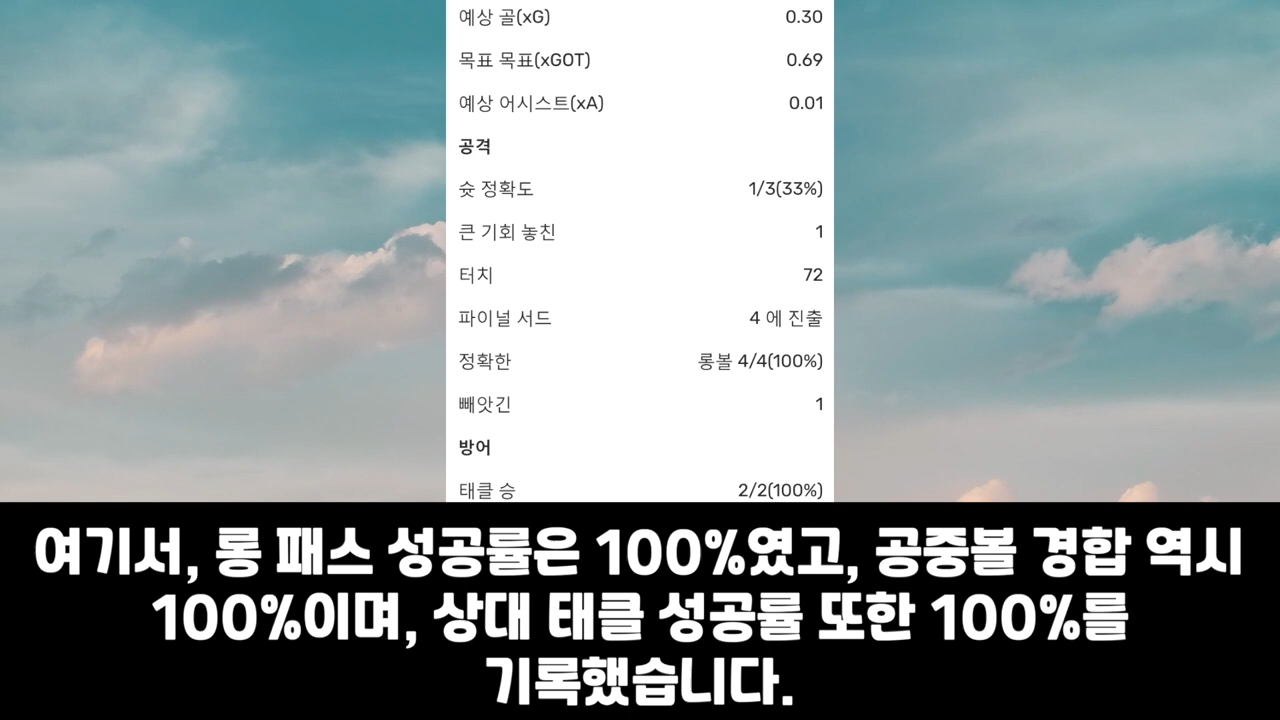 예상 골(xG) 0.30
목표 목표(xGOT) 0.69
예상 어시스트(xA) 0.01
공격
슛 정확도 1/3(33%)
큰 기회 놓친 1
터치 72
파이널 서드 4 에 진출
정확한 롱볼 4/4(100%)
빼앗긴 1
방어
태클 승 2/2(100%)
여기서, 롱 패스 성공률은 100%였고, 공중볼 경합 역시
100%이며, 상대 태클 성공률 또한 100%를
기록했습니다.